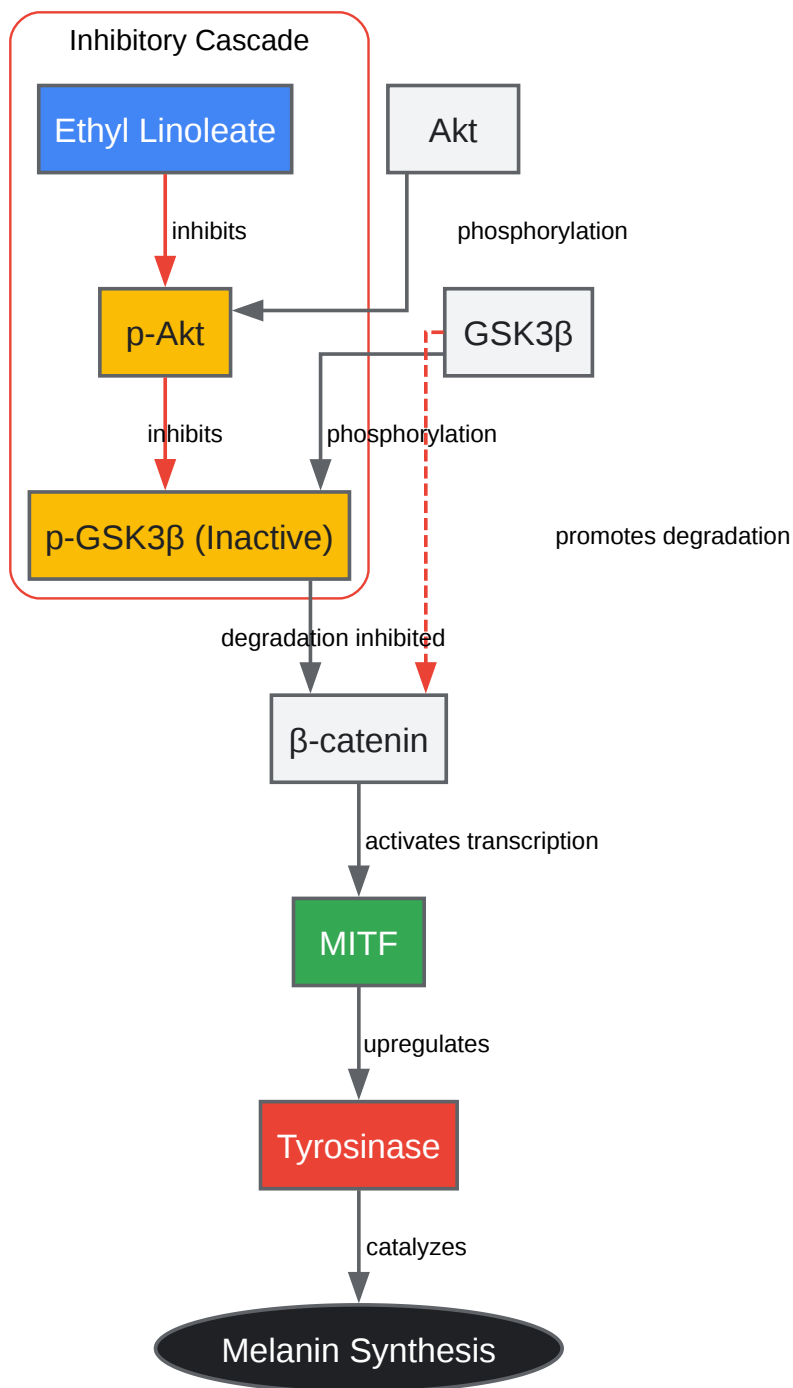 Inhibitory Cascade
Ethyl Linoleate
Akt
inhibits
phosphorylation
p-Akt
GSK3β
inhibits
phosphorylation
p-GSK3β (Inactive)
promotes degradation
degradation inhibited
β-catenin
activates transcription
MITF
upregulates
Tyrosinase
catalyzes
Melanin Synthesis